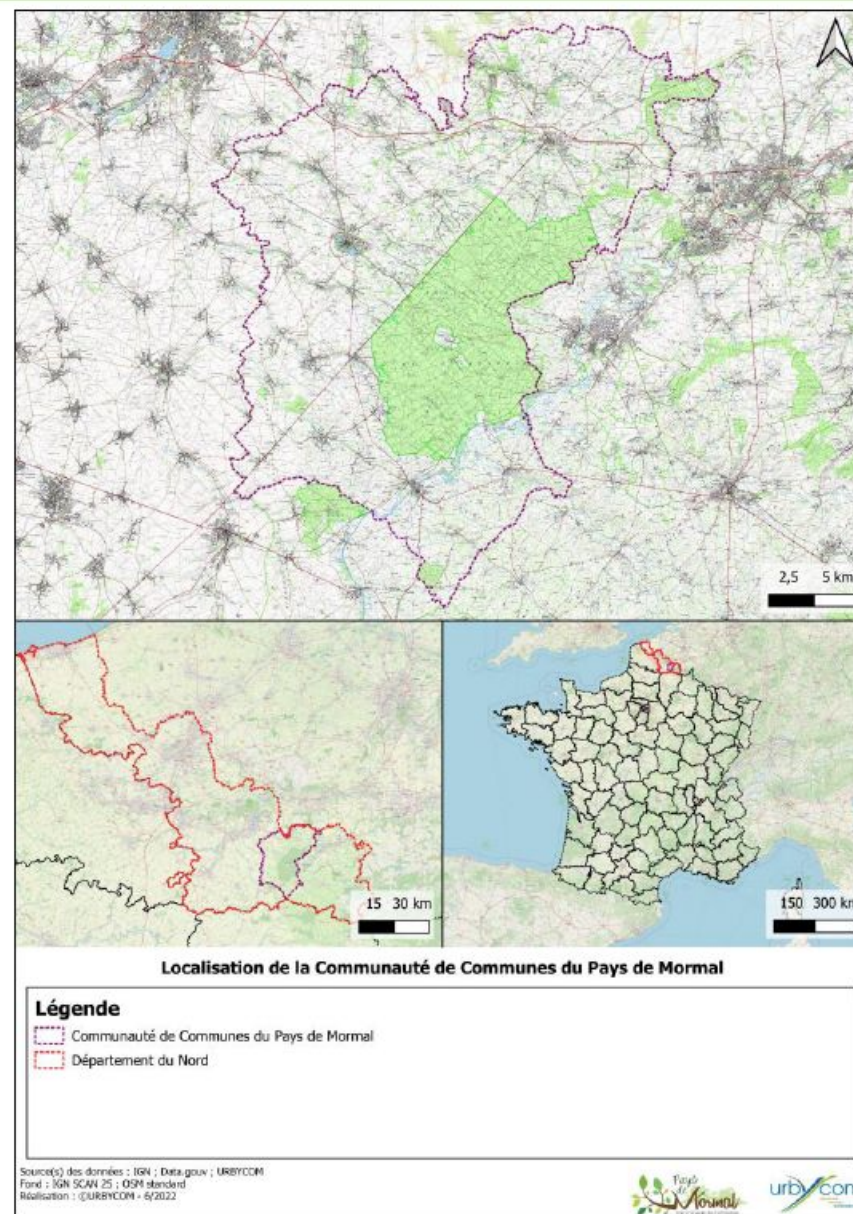 2,5 5 km
15 30 km
150 300 km
Localisation de la Communauté de Communes du Pays de Mormal
Légende
Communauté de Communes du Pays de Mormal
Département du Nord
Source(s) des données : IGN ; Data.gouv ; URBYCOM
Fond : IGN SCAN 25 ; OSM standard
Réalisation : ©URBYCOM - 6/2022
Pays de Mormal
urbycom